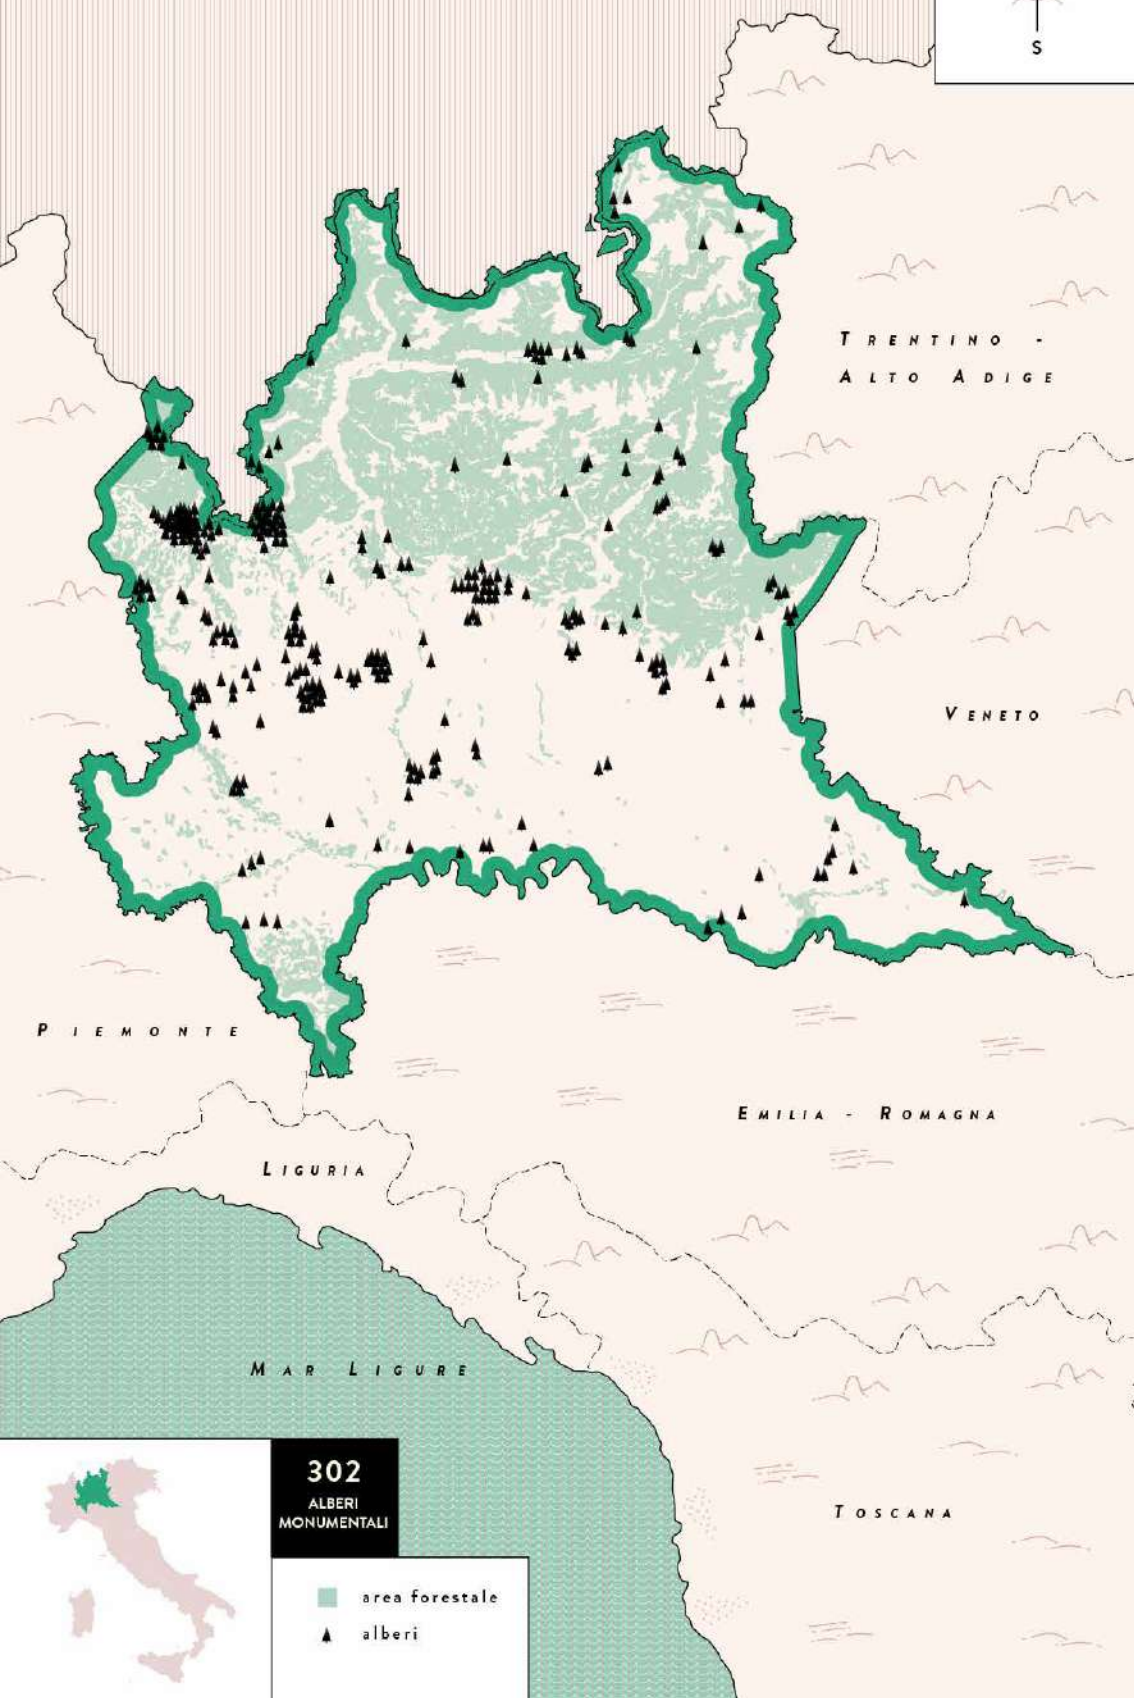 S
TRENTINO -
ALTO ADIGE
VENETO
PIEMONTE
EMILIA - ROMAGNA
LIGURIA
MAR LIGURE
TOSCANA
302
ALBERI
MONUMENTALI
area forestale
alberi